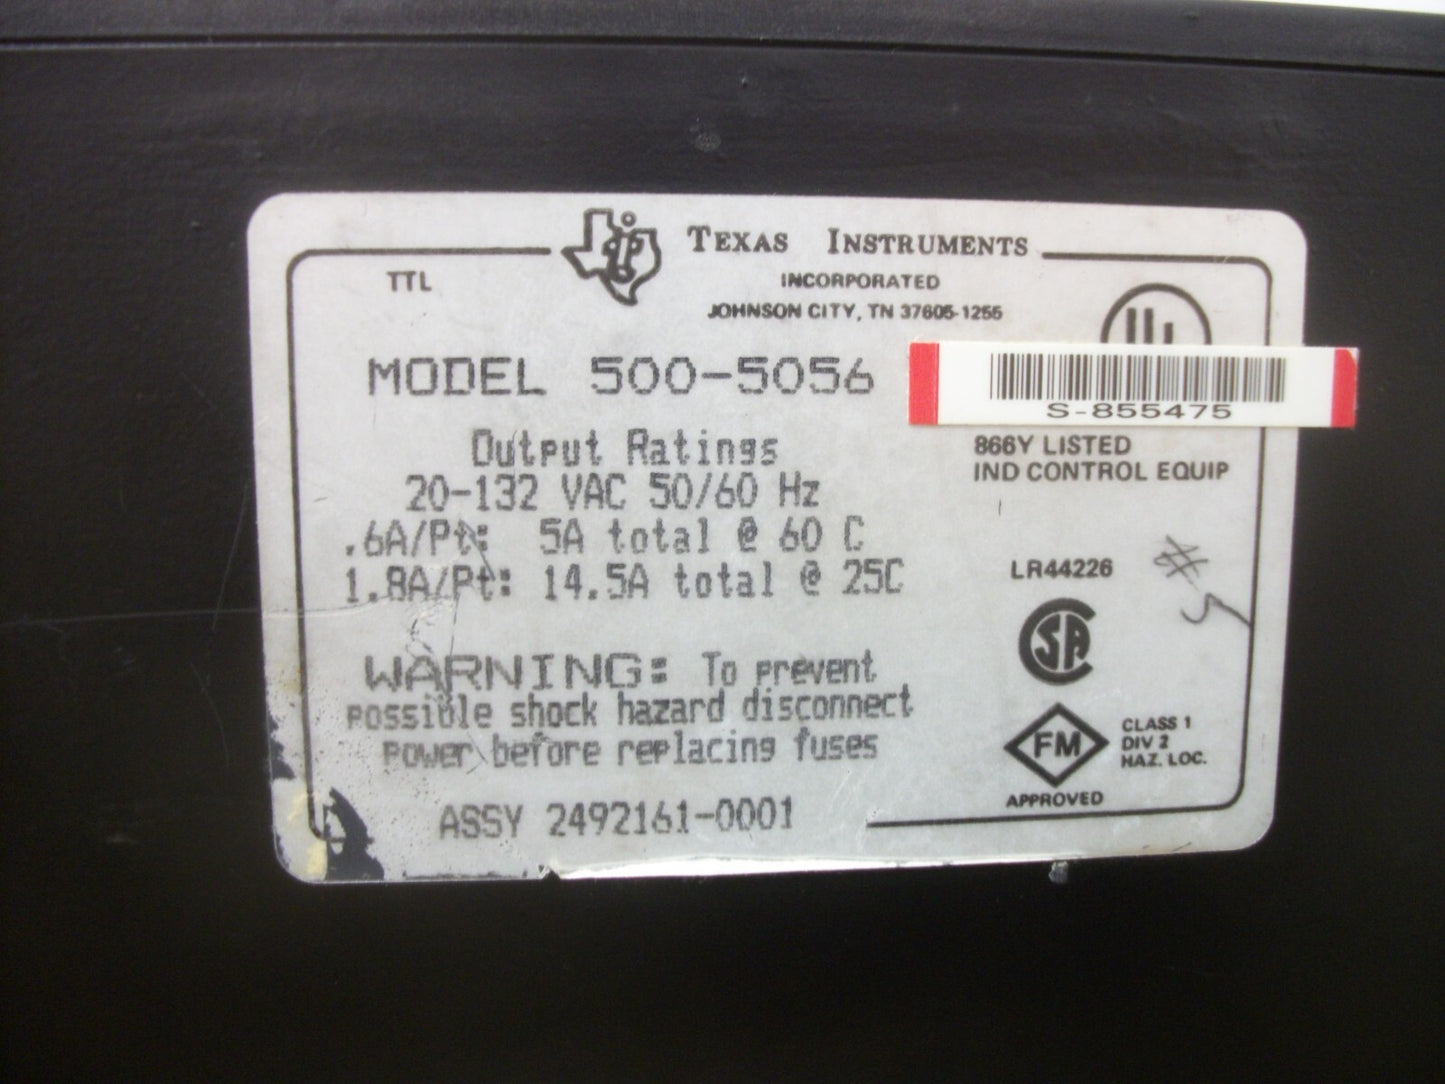 TEXAS INSTRUMENTS
TTL
INCORPORATED
JOHNSON CITY, TN 37605-1255
UL
MODEL 500-5056
S-855475
Output Ratings
866Y LISTED
IND CONTROL EQUIP
20-132 VAC 50/60 Hz
.6A/Pt: 5A total @ 60 C
1.8A/Pt: 14.5A total @ 25C
LR44226
#5
SA
WARNING: To prevent
possible shock hazard disconnect
power before replacing fuses
FM
APPROVED
CLASS 1
DIV 2
HAZ. LOC.
ASSY 2492161-0001